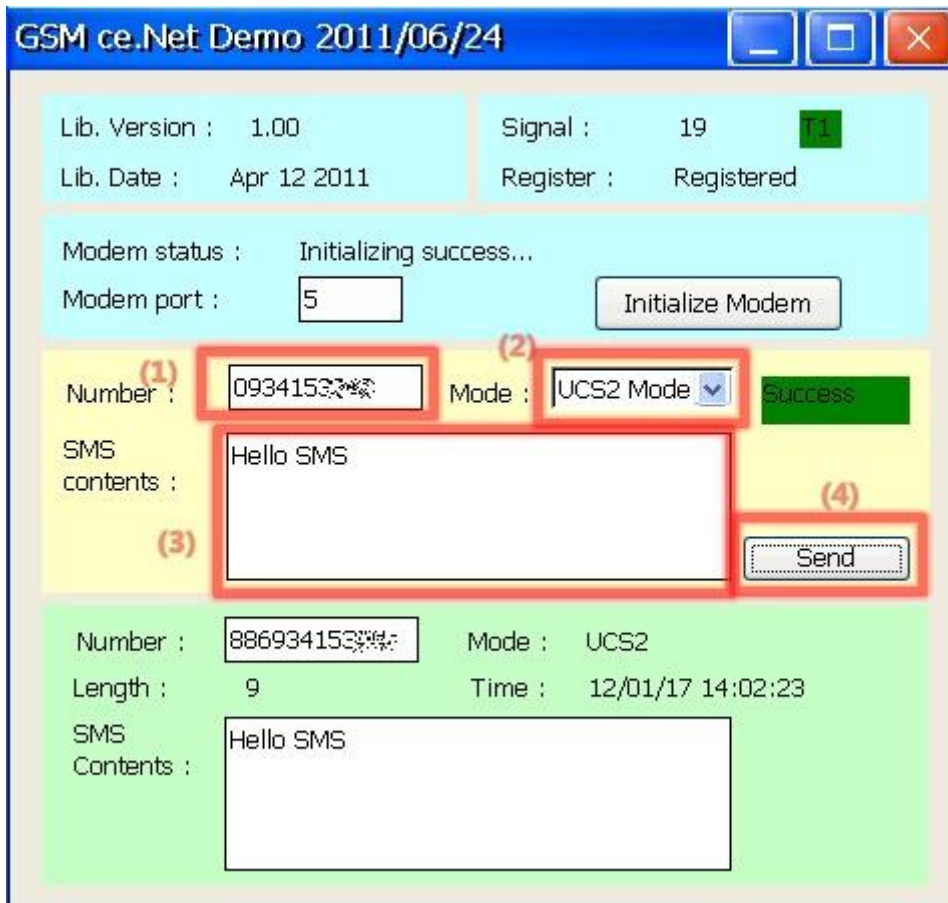 GSM ce.Net Demo 2011/06/24
Lib. Version : 1.00
Lib. Date : Apr 12 2011
Signal : 19 T1
Register : Registered
Modem status : Initializing success...
Modem port : 5 Initialize Modem
(1) (2)
Number : Mode : UCS2 Mode Success
SMS contents : Hello SMS
(3) (4)
Send
Number : Mode : UCS2
Length : 9 Time : 12/01/17 14:02:23
SMS Contents : Hello SMS